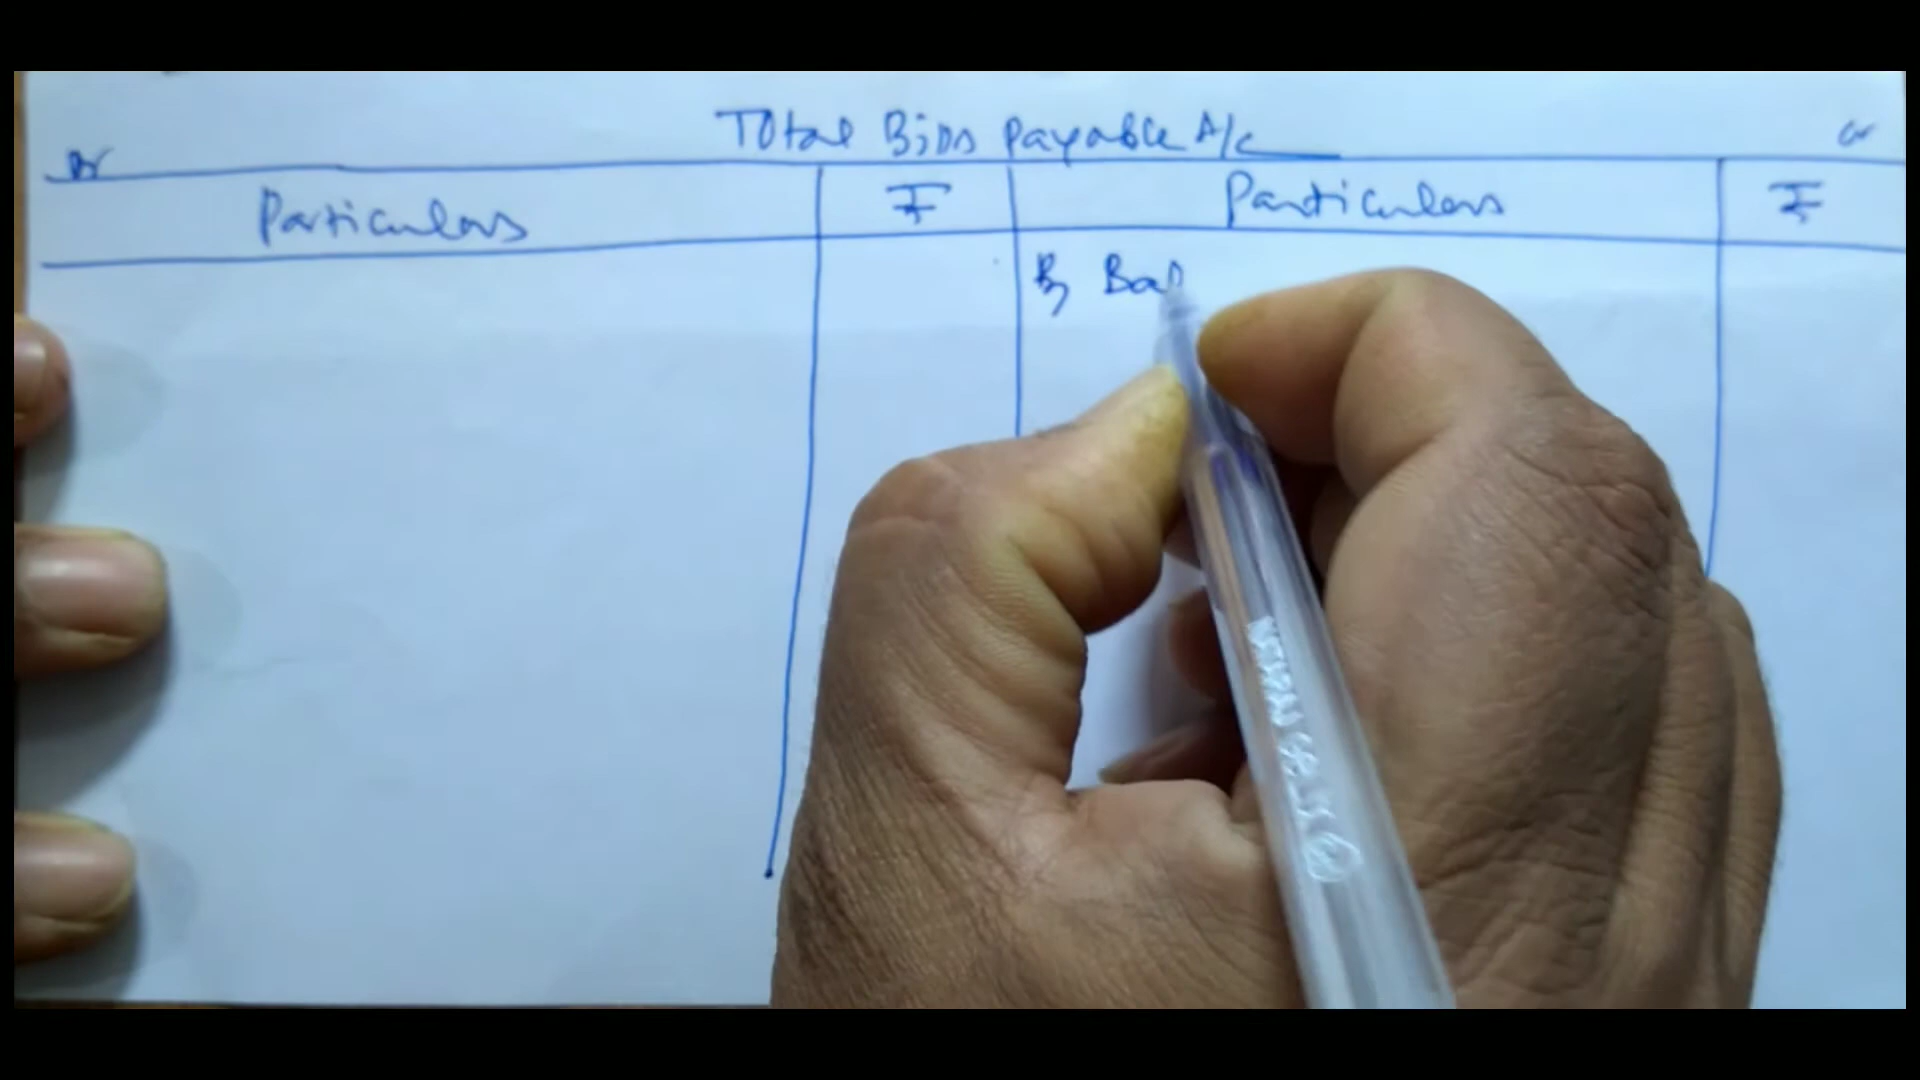 Total Bills Payable A/c
Dr Cr
Particulars ₹ Particulars ₹
By Bal